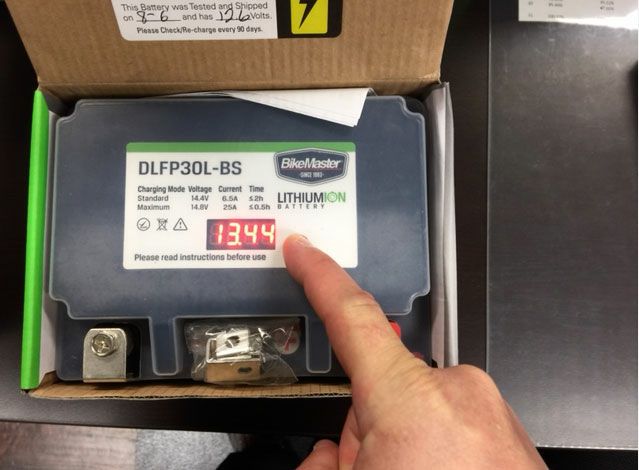 This Battery was Tested and Shipped
on 8-6 and has 12.6 Volts.
Please Check/Re-charge every 90 days.
DLFP30L-BS
BikeMaster
SINCE 1983
Charging Mode Voltage Current Time
Standard 14.4V 6.5A ≤2h
Maximum 14.8V 25A ≤0.5h
LITHIUM ION
BATTERY
13.44
Please read instructions before use